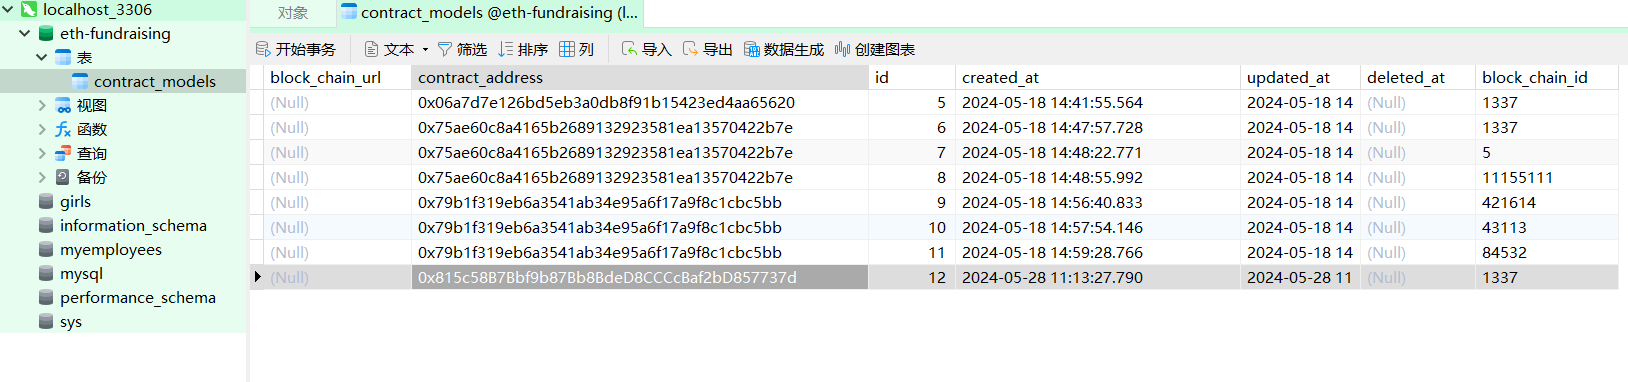 localhost_3306
eth-fundraising
表
contract_models
视图
函数
查询
备份
girls
information_schema
myemployees
mysql
performance_schema
sys
对象 contract_models @eth-fundraising (l...
开始事务 文本 筛选 排序 列 导入 导出 数据生成 创建图表
block_chain_url contract_address id created_at updated_at deleted_at block_chain_id
(Null) 0x06a7d7e126bd5eb3a0db8f91b15423ed4aa65620 5 2024-05-18 14:41:55.564 2024-05-18 14 (Null) 1337
(Null) 0x75ae60c8a4165b2689132923581ea13570422b7e 6 2024-05-18 14:47:57.728 2024-05-18 14 (Null) 1337
(Null) 0x75ae60c8a4165b2689132923581ea13570422b7e 7 2024-05-18 14:48:22.771 2024-05-18 14 (Null) 5
(Null) 0x75ae60c8a4165b2689132923581ea13570422b7e 8 2024-05-18 14:48:55.992 2024-05-18 14 (Null) 11155111
(Null) 0x79b1f319eb6a3541ab34e95a6f17a9f8c1cbc5bb 9 2024-05-18 14:56:40.833 2024-05-18 14 (Null) 421614
(Null) 0x79b1f319eb6a3541ab34e95a6f17a9f8c1cbc5bb 10 2024-05-18 14:57:54.146 2024-05-18 14 (Null) 43113
(Null) 0x79b1f319eb6a3541ab34e95a6f17a9f8c1cbc5bb 11 2024-05-18 14:59:28.766 2024-05-18 14 (Null) 84532
(Null) 0x815c58B7Bbf9b87Bb8BdeD8CCCcBaf2bD857737d 12 2024-05-28 11:13:27.790 2024-05-28 11 (Null) 1337